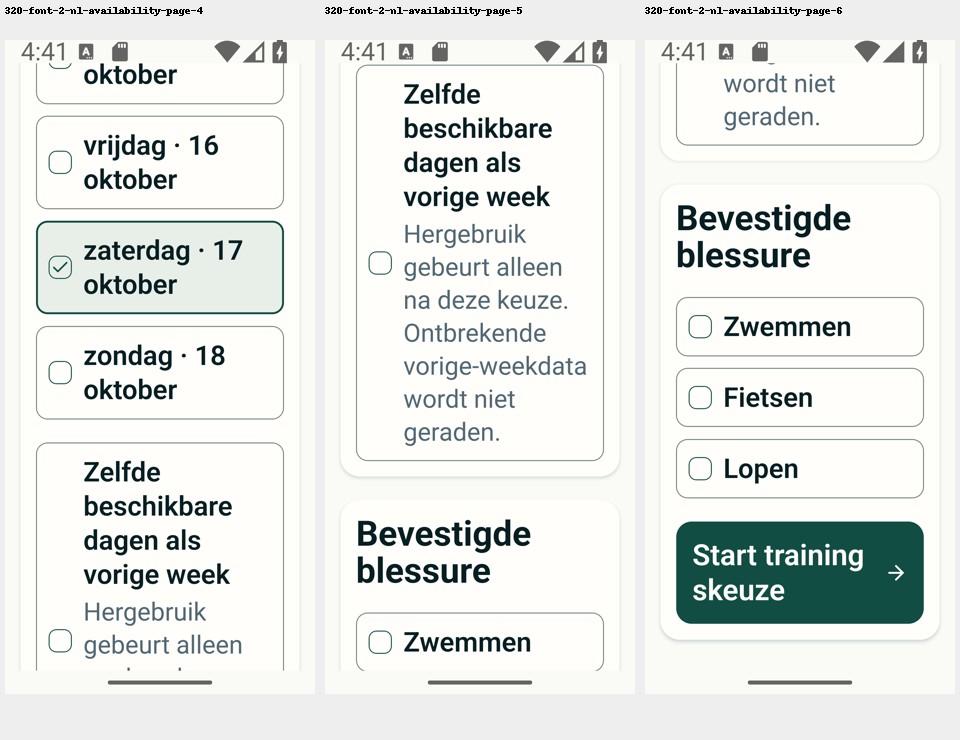 320-font-2-nl-availability-page-4
4:41
oktober
vrijdag · 16
oktober
zaterdag · 17
oktober
zondag · 18
oktober
Zelfde
beschikbare
dagen als
vorige week
Hergebruik
gebeurt alleen
320-font-2-nl-availability-page-5
4:41
Zelfde
beschikbare
dagen als
vorige week
Hergebruik
gebeurt alleen
na deze keuze.
Ontbrekende
vorige-weekdata
wordt niet
geraden.
Bevestigde
blessure
Zwemmen
320-font-2-nl-availability-page-6
4:41
wordt niet
geraden.
Bevestigde
blessure
Zwemmen
Fietsen
Lopen
Start training
skeuze